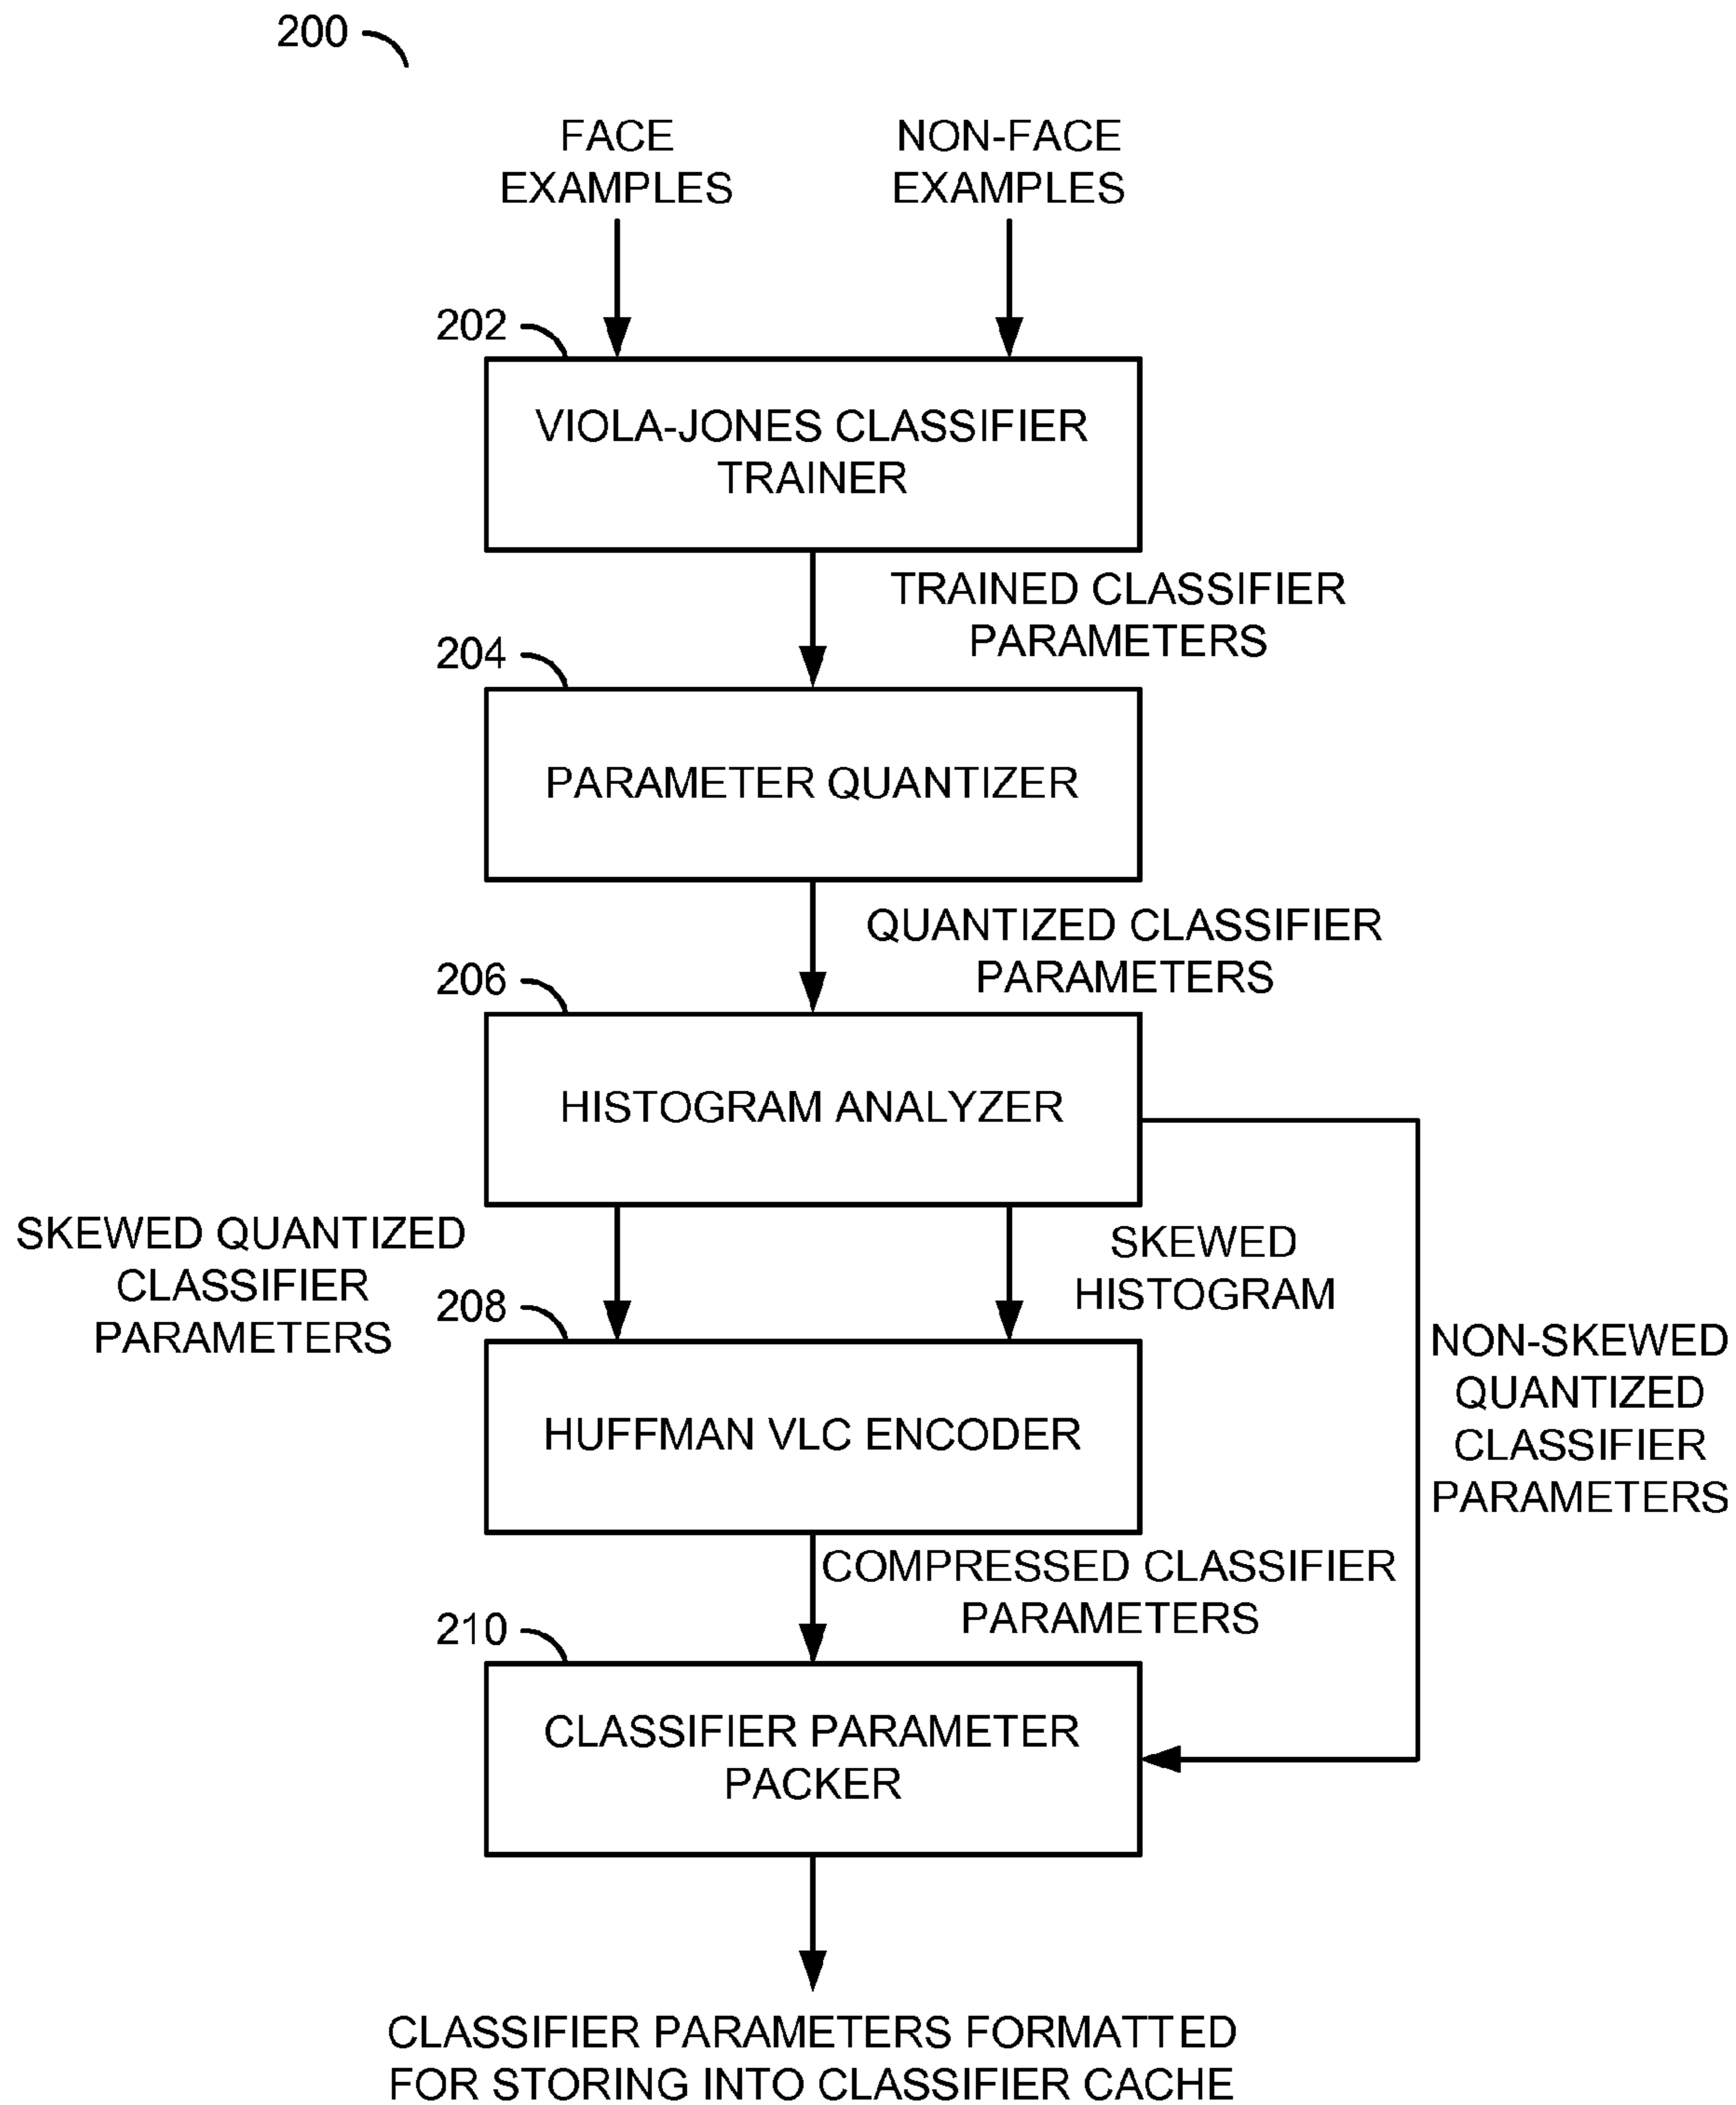 200
FACE
EXAMPLES
NON-FACE
EXAMPLES
202
VIOLA-JONES CLASSIFIER
TRAINER
TRAINED CLASSIFIER
PARAMETERS
204
PARAMETER QUANTIZER
QUANTIZED CLASSIFIER
PARAMETERS
206
HISTOGRAM ANALYZER
SKEWED QUANTIZED
CLASSIFIER
PARAMETERS
SKEWED
HISTOGRAM
NON-SKEWED
QUANTIZED
CLASSIFIER
PARAMETERS
208
HUFFMAN VLC ENCODER
COMPRESSED CLASSIFIER
PARAMETERS
210
CLASSIFIER PARAMETER
PACKER
CLASSIFIER PARAMETERS FORMATTED
FOR STORING INTO CLASSIFIER CACHE